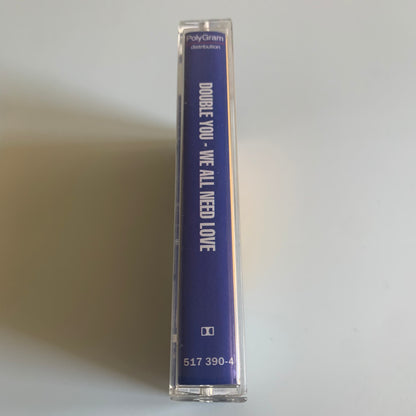 PolyGram
distribution
DOUBLE YOU - WE ALL NEED LOVE
517 390-4